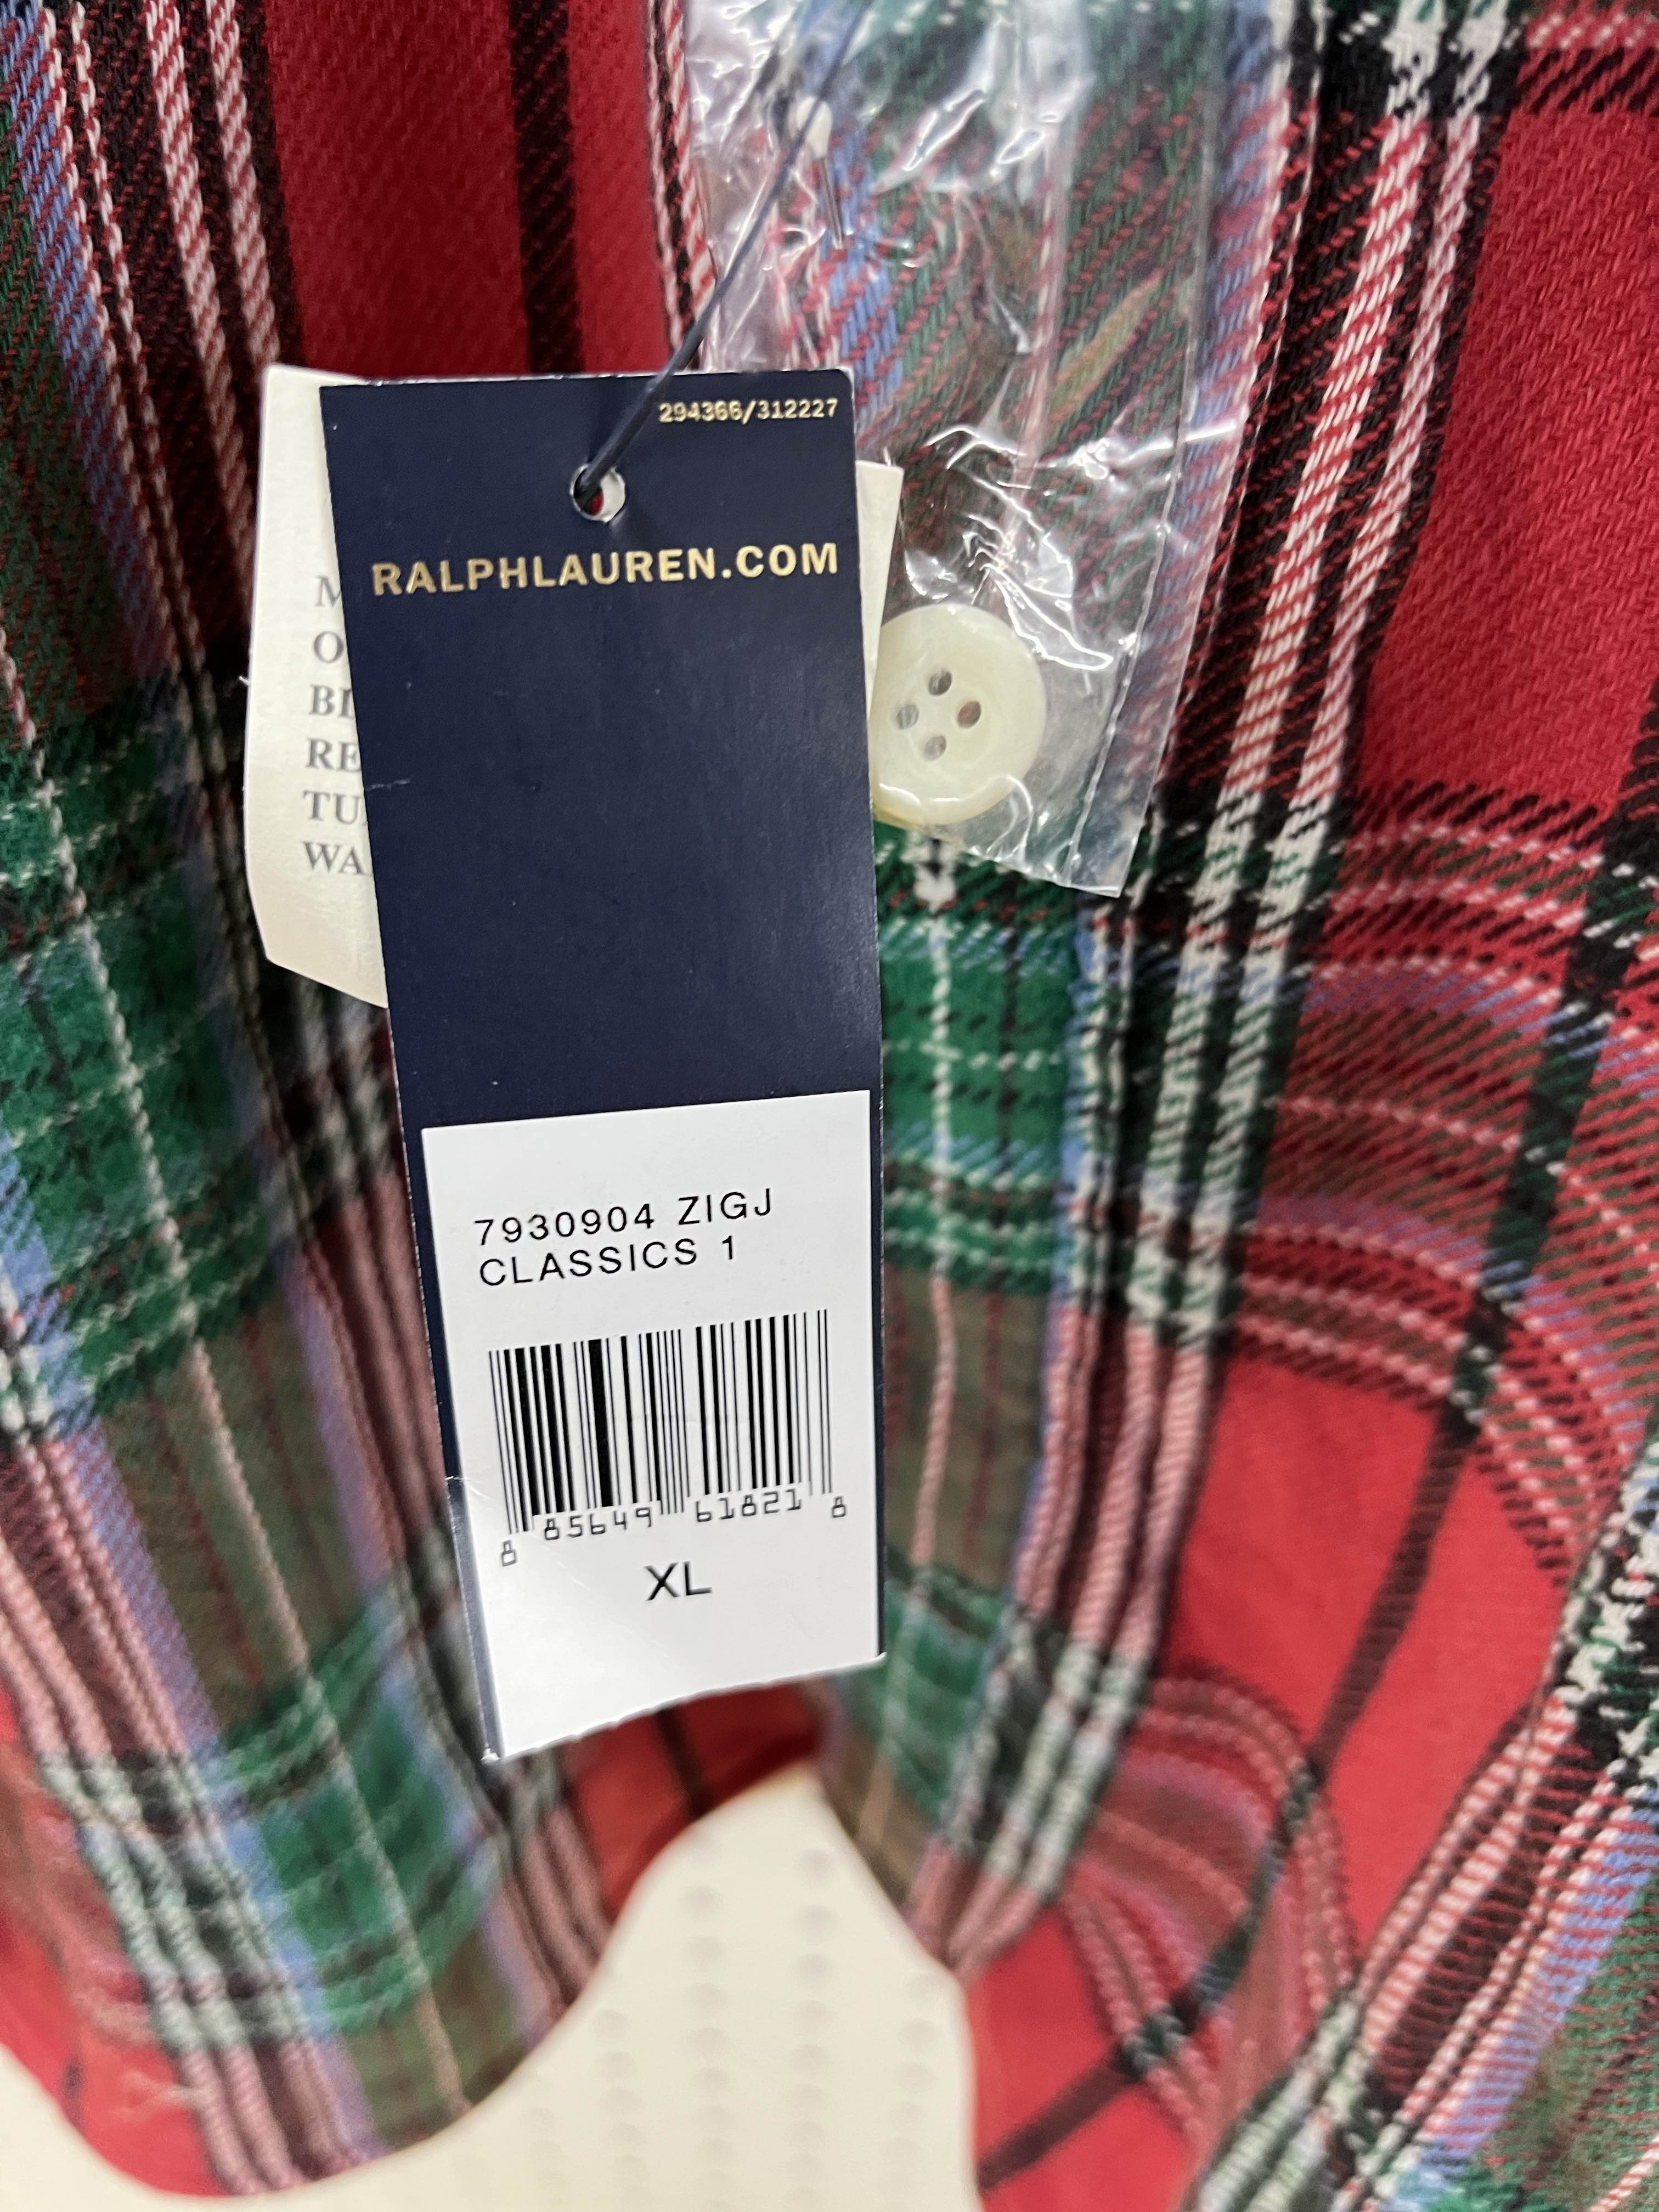 294366/312227
RALPHLAUREN.COM
7930904 ZIGJ
CLASSICS 1
8 85649 61821 8
XL